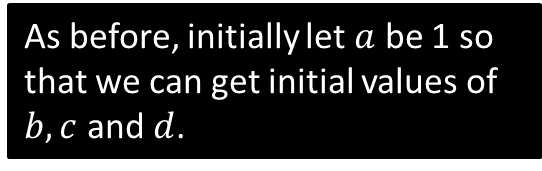 As before, initially let a be 1 so
that we can get initial values of
b, c and d.